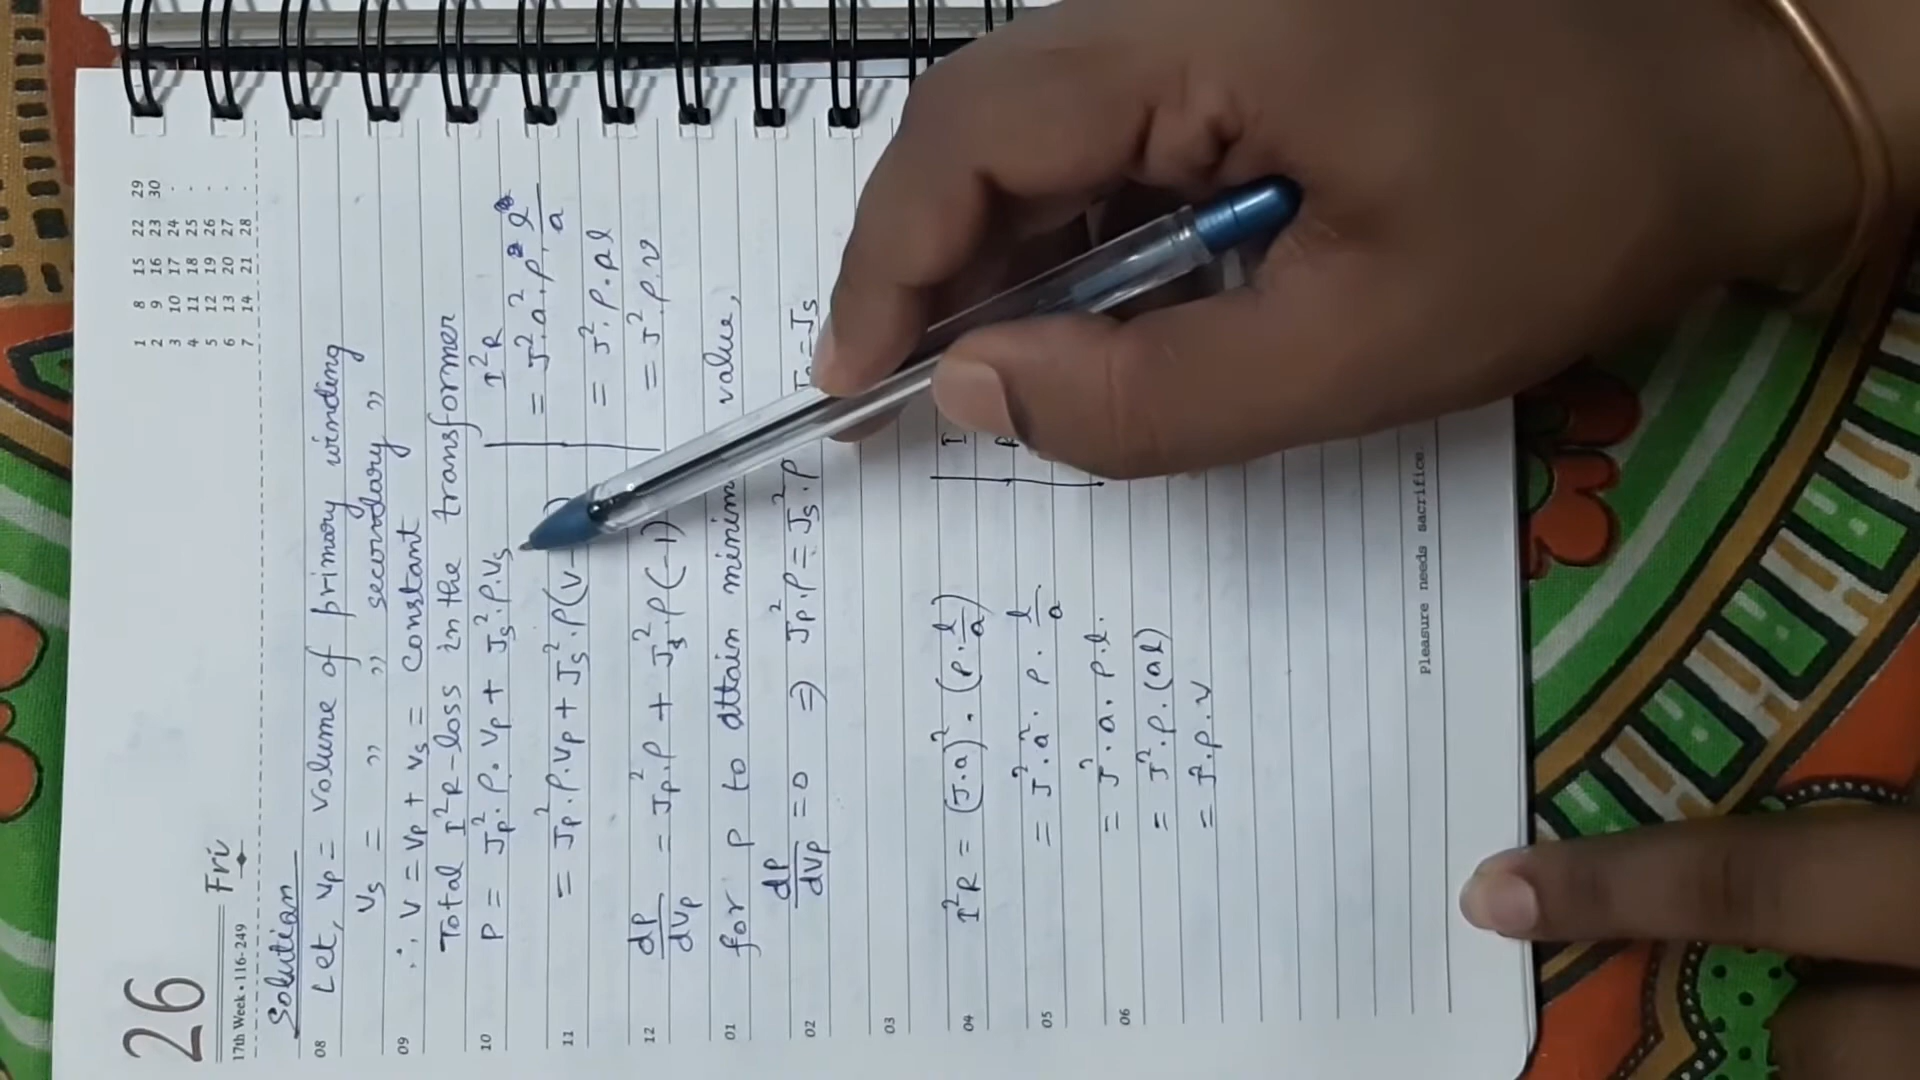 26
Fri
17th Week • 116-249
1 8 15 22 29
2 9 16 23 30
3 10 17 24 -
4 11 18 25 -
5 12 19 26 -
6 13 20 27 -
7 14 21 28 -
Solution
08 Let, Vp = volume of primary winding
Vs = " " secondary "
09 ∴ V = Vp + Vs = constant
Total I²R-loss in the transformer
10 P = Jp².ρ.Vp + Js².ρ.Vs
11 = Jp².ρ.Vp + Js².ρ(V
I²R
= J².a.ρ.l/a
= J².ρ.al
= J².ρ.v
12 dP/dVp = Jp².ρ + Js².ρ(-1)
01 for P to attain minim value,
02 dP/dVp = 0 ⇒ Jp².ρ = Js².ρ = Js
03
04 I²R = (J.a)².(ρ.l/a)
05 = J².a².ρ.l/a
= J².a.ρ.l.
06 = J².ρ.(al)
= J².ρ.v
Pleasure needs sacrifice.